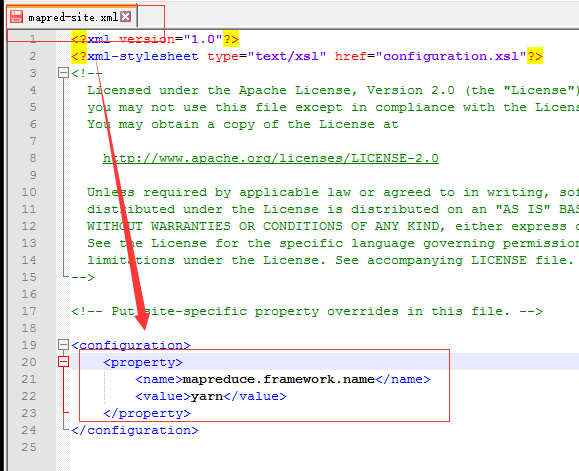 mapred-site.xml
1 <?xml version="1.0"?>
2 <?xml-stylesheet type="text/xsl" href="configuration.xsl"?>
3 <!--
4 Licensed under the Apache License, Version 2.0 (the "License")
5 you may not use this file except in compliance with the Licens
6 You may obtain a copy of the License at
7
8 http://www.apache.org/licenses/LICENSE-2.0
9
10 Unless required by applicable law or agreed to in writing, sof
11 distributed under the License is distributed on an "AS IS" BAS
12 WITHOUT WARRANTIES OR CONDITIONS OF ANY KIND, either express o
13 See the License for the specific language governing permission
14 limitations under the License. See accompanying LICENSE file.
15 -->
16
17 <!-- Put site-specific property overrides in this file. -->
18
19 <configuration>
20 <property>
21 <name>mapreduce.framework.name</name>
22 <value>yarn</value>
23 </property>
24 </configuration>
25